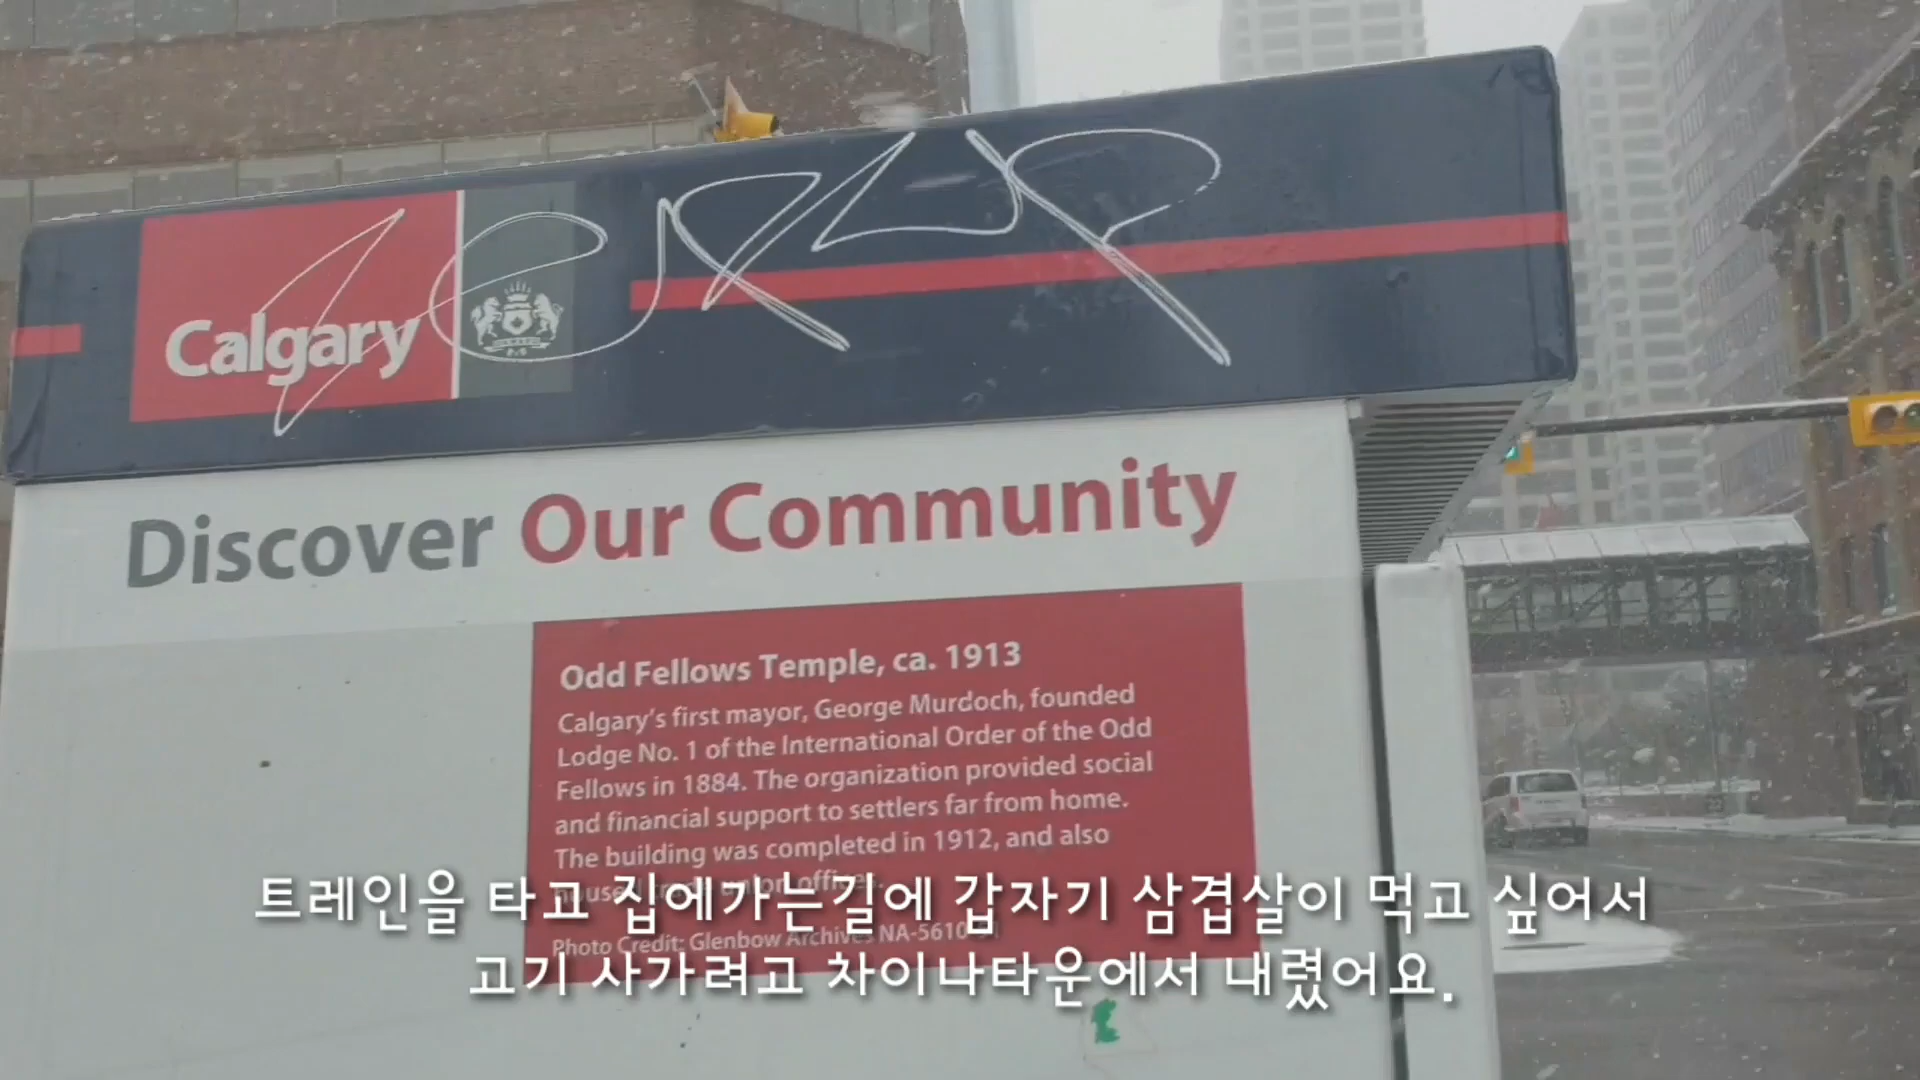 Calgary
Discover Our Community
Odd Fellows Temple, ca. 1913
Calgary's first mayor, George Murdoch, founded
Lodge No. 1 of the International Order of the Odd
Fellows in 1884. The organization provided social
and financial support to settlers far from home.
The building was completed in 1912, and also
union offices.
Photo Credit: Glenbow Archives NA-5610
트레인을 타고 집에가는길에 갑자기 삼겹살이 먹고 싶어서
고기 사가려고 차이나타운에서 내렸어요.